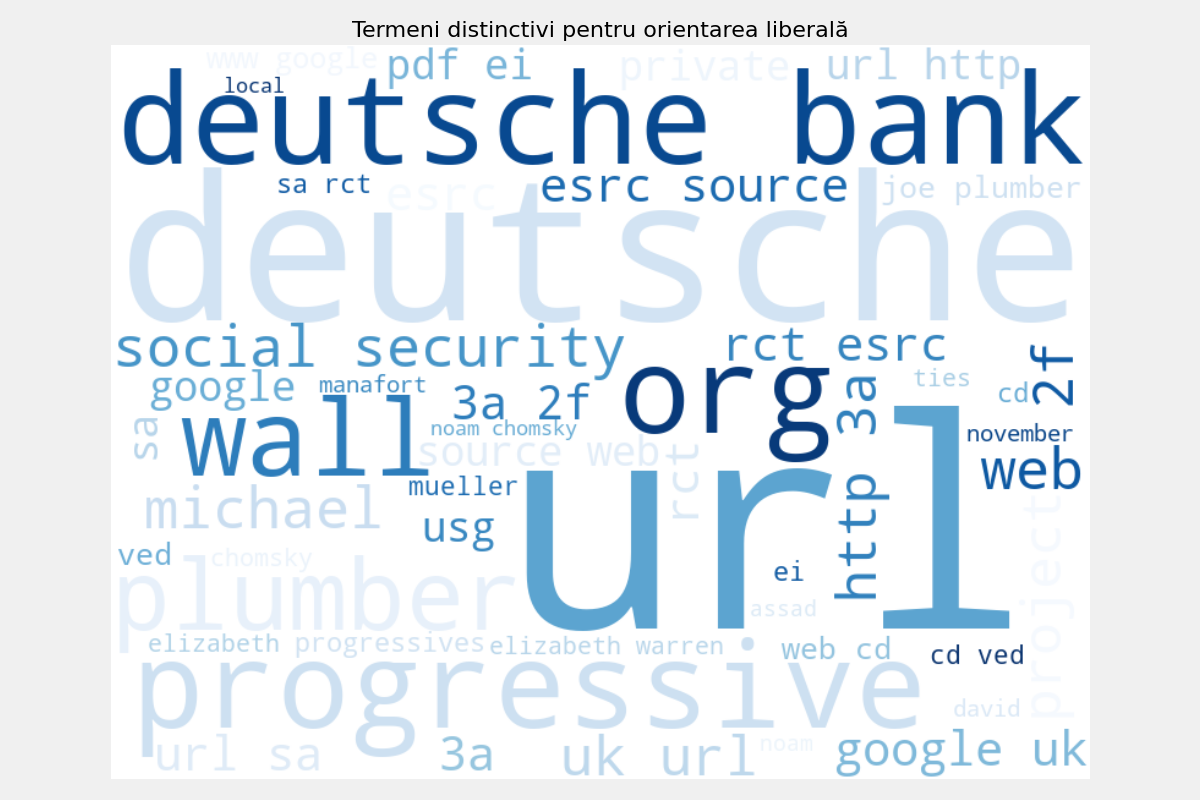 Termeni distinctivi pentru orientarea liberală
www google
pdf ei
private
url http
local
deutsche bank
sa rct
esrc
esrc source
joe plumber
deutsche
social security
rct esrc
google
manafort
3a 2f
org
3a
ties
cd
2f
sa
wall
noam chomsky
source web
rct
url
november
web
michael
mueller
usg
http
ved
chomsky
ei
project
plumber
assad
elizabeth
progressives
elizabeth warren
web cd
cd ved
progressive
david
url sa
3a
uk url
noam
google uk